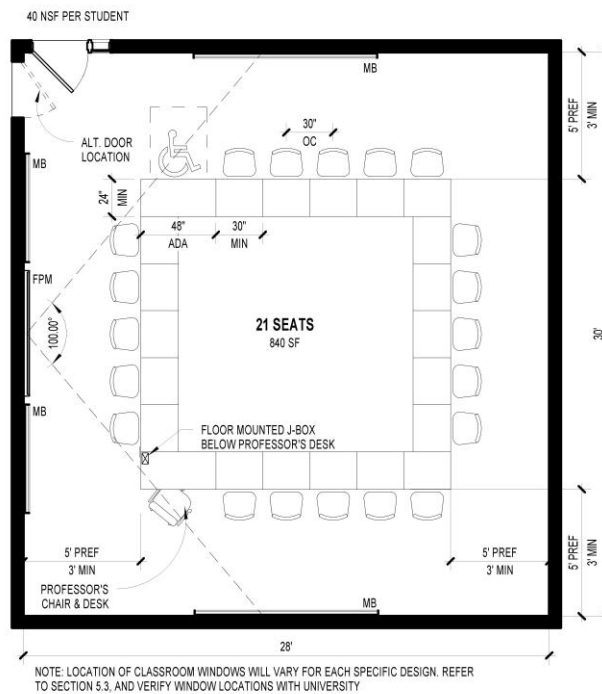 40 NSF PER STUDENT
MB
ALT. DOOR
LOCATION
30"
OC
5' PREF
3' MIN
MB
24"
MIN
48"
ADA
30"
MIN
FPM
100.00°
21 SEATS
840 SF
30'
MB
FLOOR MOUNTED J-BOX
BELOW PROFESSOR'S DESK
5' PREF
3' MIN
5' PREF
3' MIN
5' PREF
3' MIN
PROFESSOR'S
CHAIR & DESK
MB
28'
NOTE: LOCATION OF CLASSROOM WINDOWS WILL VARY FOR EACH SPECIFIC DESIGN. REFER
TO SECTION 5.3, AND VERIFY WINDOW LOCATIONS WITH UNIVERSITY